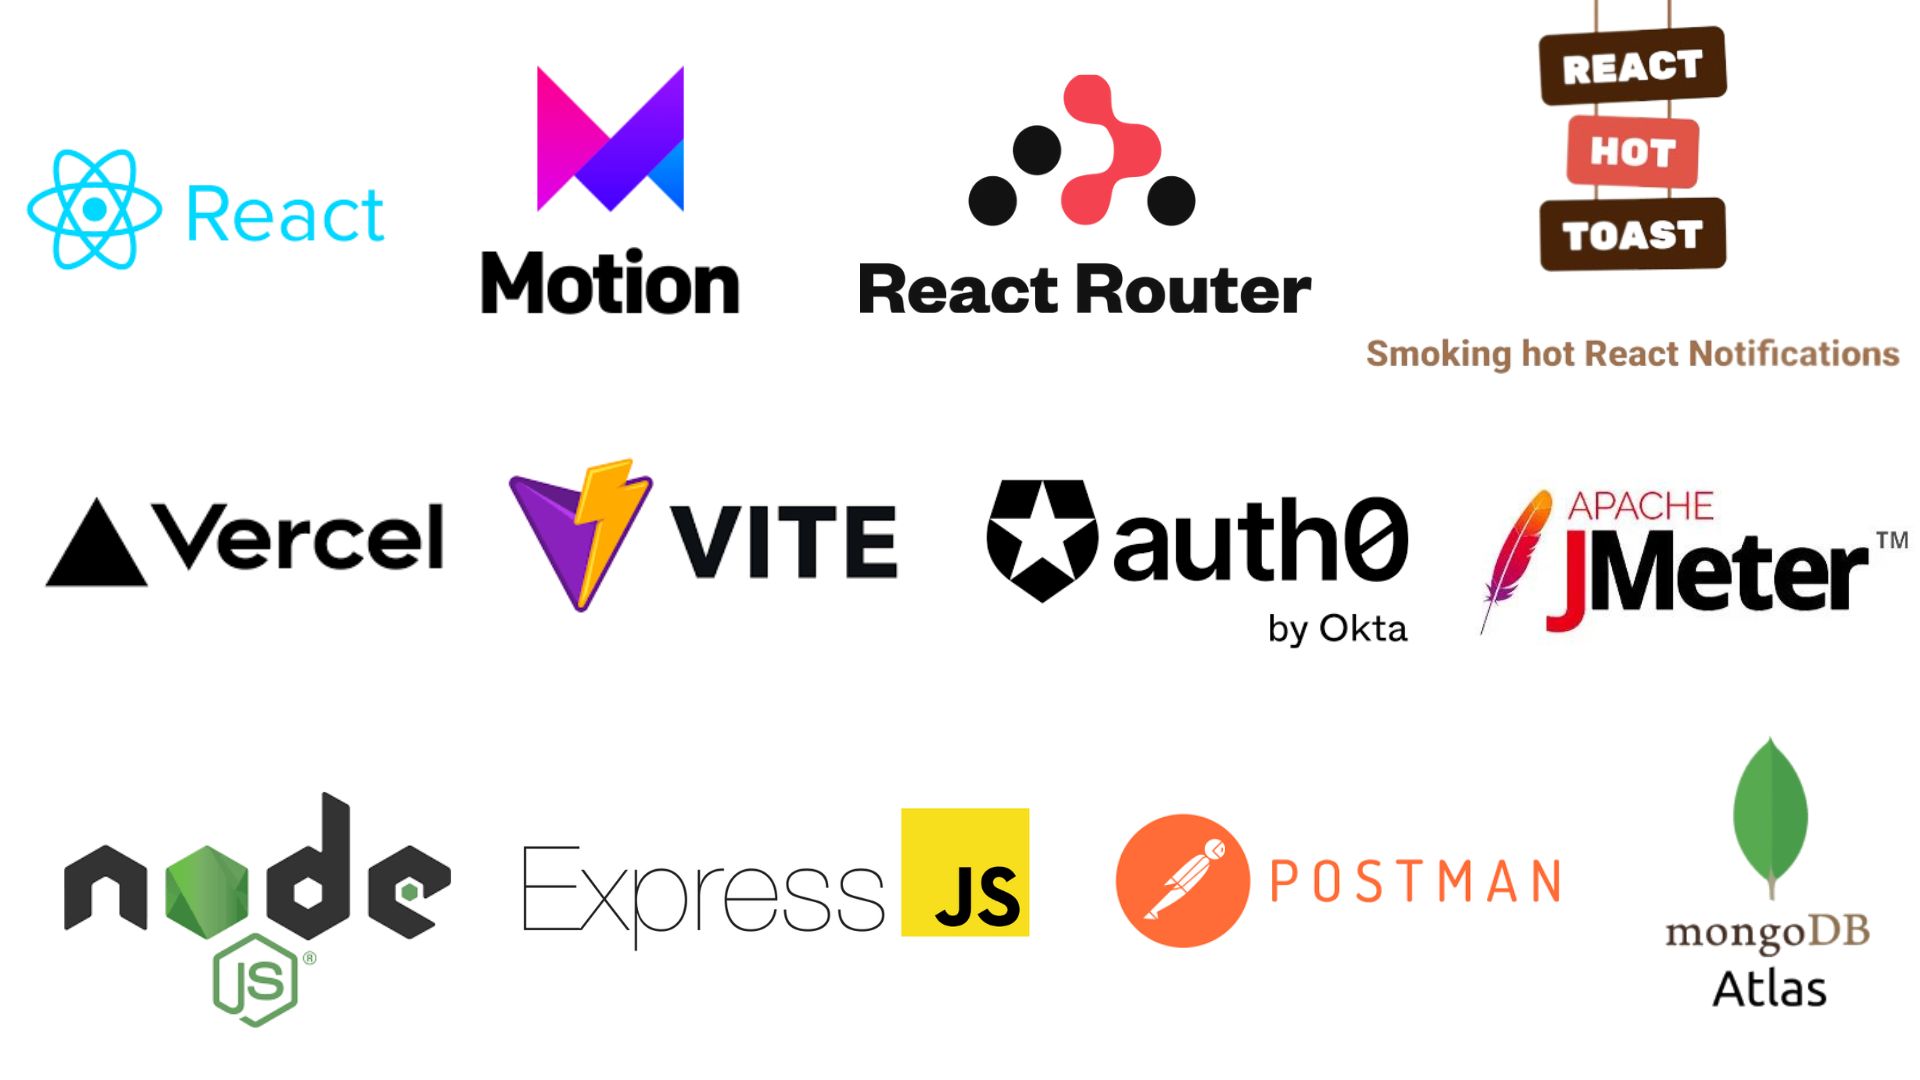 React
Motion
React Router
REACT
HOT
TOAST
Smoking hot React Notifications
Vercel
VITE
auth0
by Okta
APACHE
JMeter™
node
JS®
Express
JS
POSTMAN
mongoDB
Atlas